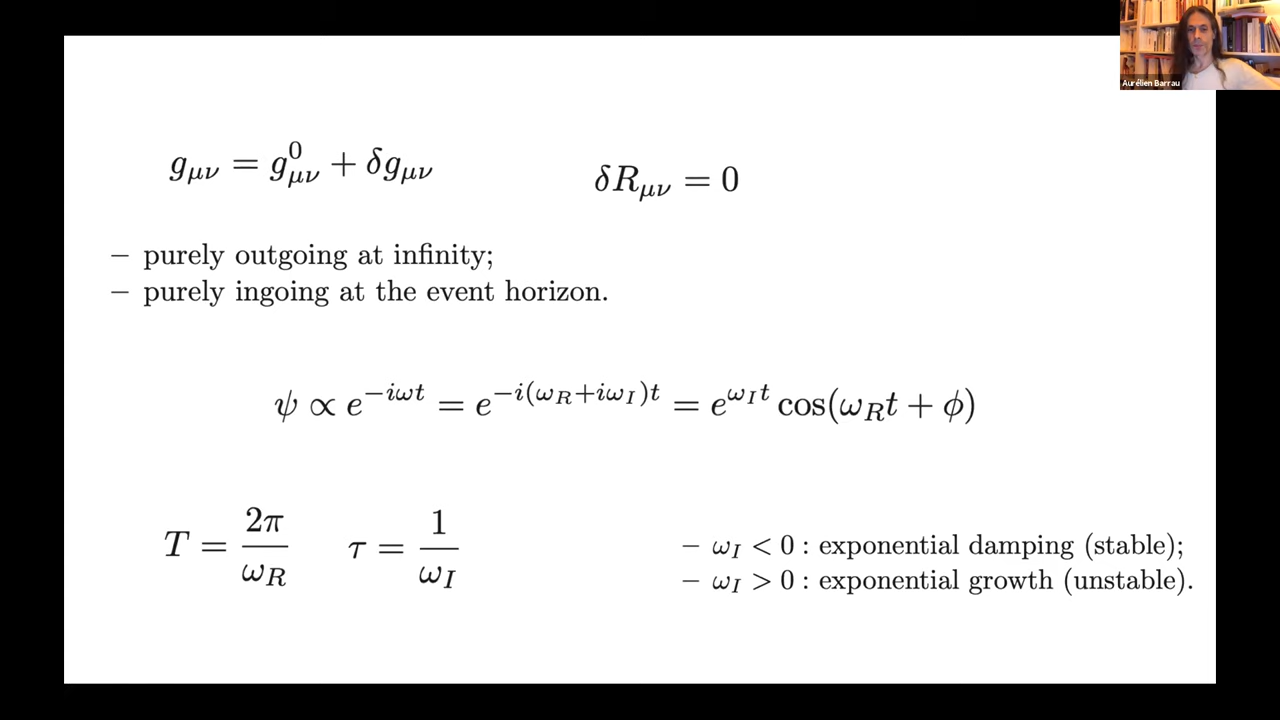 Aurélien Barrau
g_{μν} = g^0_{μν} + δg_{μν}
δR_{μν} = 0
– purely outgoing at infinity;
– purely ingoing at the event horizon.
ψ ∝ e^{−iωt} = e^{−i(ω_R+iω_I)t} = e^{ω_I t} cos(ω_R t + ϕ)
T = \frac{2π}{ω_R}
τ = \frac{1}{ω_I}
– ω_I < 0 : exponential damping (stable);
– ω_I > 0 : exponential growth (unstable).